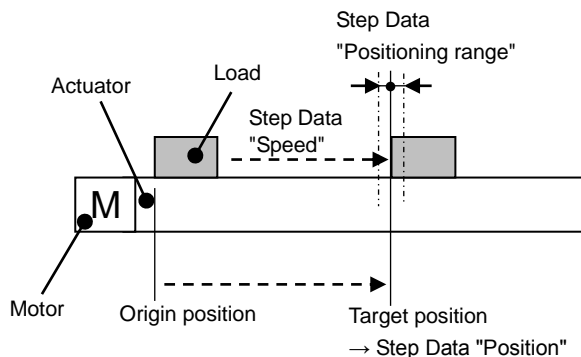 Step Data
"Positioning range"
Actuator
Load
Step Data
"Speed"
M
Motor
Origin position
Target position
→ Step Data "Position"